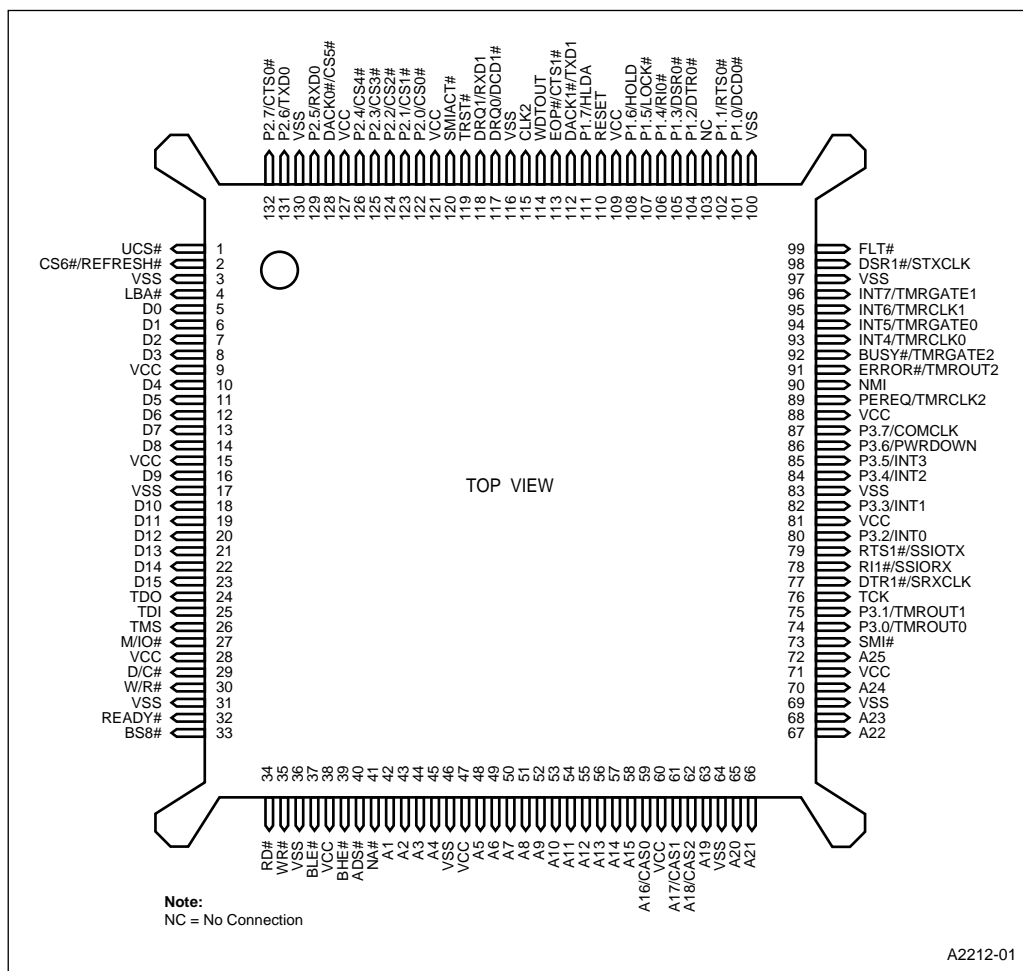 P2.7/CTS0#
P2.6/TXD0
VSS
P2.5/RXD0
DACK0#/CS5#
VCC
P2.4/CS4#
P2.3/CS3#
P2.2/CS2#
P2.1/CS1#
P2.0/CS0#
VCC
SMIACT#
TRST#
DRQ1/RXD1
DRQ0/DCD1#
VSS
CLK2
WDTOUT
EOP#/CTS1#
DACK1#/TXD1
P1.7/HLDA
RESET
VCC
P1.6/HOLD
P1.5/LOCK#
P1.4/RI0#
P1.3/DSR0#
P1.2/DTR0#
NC
P1.1/RTS0#
P1.0/DCD0#
VSS
132
131
130
129
128
127
126
125
124
123
122
121
120
119
118
117
116
115
114
113
112
111
110
109
108
107
106
105
104
103
102
101
100
UCS# 1
CS6#/REFRESH# 2
VSS 3
LBA# 4
D0 5
D1 6
D2 7
D3 8
VCC 9
D4 10
D5 11
D6 12
D7 13
D8 14
VCC 15
D9 16
VSS 17
D10 18
D11 19
D12 20
D13 21
D14 22
D15 23
TDO 24
TDI 25
TMS 26
M/IO# 27
VCC 28
D/C# 29
W/R# 30
VSS 31
READY# 32
BS8# 33
TOP VIEW
99 FLT#
98 DSR1#/STXCLK
97 VSS
96 INT7/TMRGATE1
95 INT6/TMRCLK1
94 INT5/TMRGATE0
93 INT4/TMRCLK0
92 BUSY#/TMRGATE2
91 ERROR#/TMROUT2
90 NMI
89 PEREQ/TMRCLK2
88 VCC
87 P3.7/COMCLK
86 P3.6/PWRDOWN
85 P3.5/INT3
84 P3.4/INT2
83 VSS
82 P3.3/INT1
81 VCC
80 P3.2/INT0
79 RTS1#/SSIOTX
78 RI1#/SSIORX
77 DTR1#/SRXCLK
76 TCK
75 P3.1/TMROUT1
74 P3.0/TMROUT0
73 SMI#
72 A25
71 VCC
70 A24
69 VSS
68 A23
67 A22
34
35
36
37
38
39
40
41
42
43
44
45
46
47
48
49
50
51
52
53
54
55
56
57
58
59
60
61
62
63
64
65
66
RD#
WR#
VSS
BLE#
VCC
BHE#
ADS#
NA#
A1
A2
A3
A4
VSS
VCC
A5
A6
A7
A8
A9
A10
A11
A12
A13
A14
A15
A16/CAS0
VCC
A17/CAS1
A18/CAS2
A19
VSS
A20
A21
Note:
NC = No Connection
A2212-01